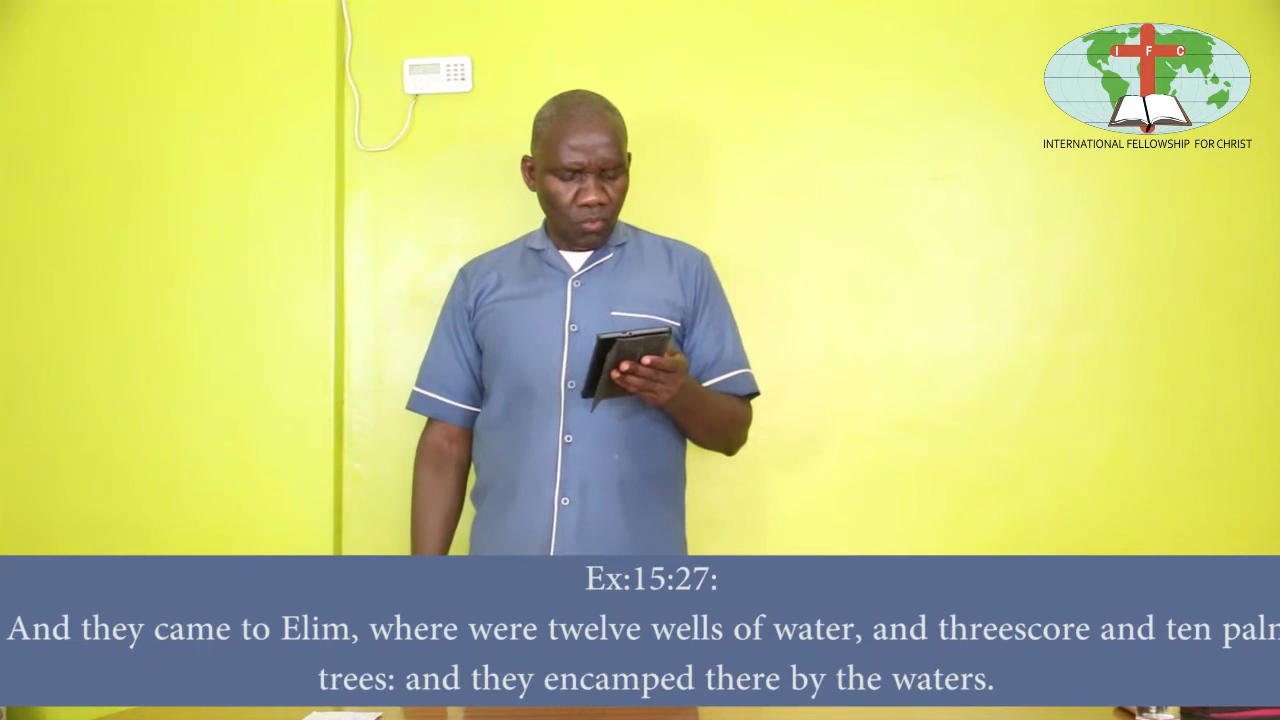 I F C
INTERNATIONAL FELLOWSHIP FOR CHRIST
Ex:15:27:
And they came to Elim, where were twelve wells of water, and threescore and ten palm
trees: and they encamped there by the waters.